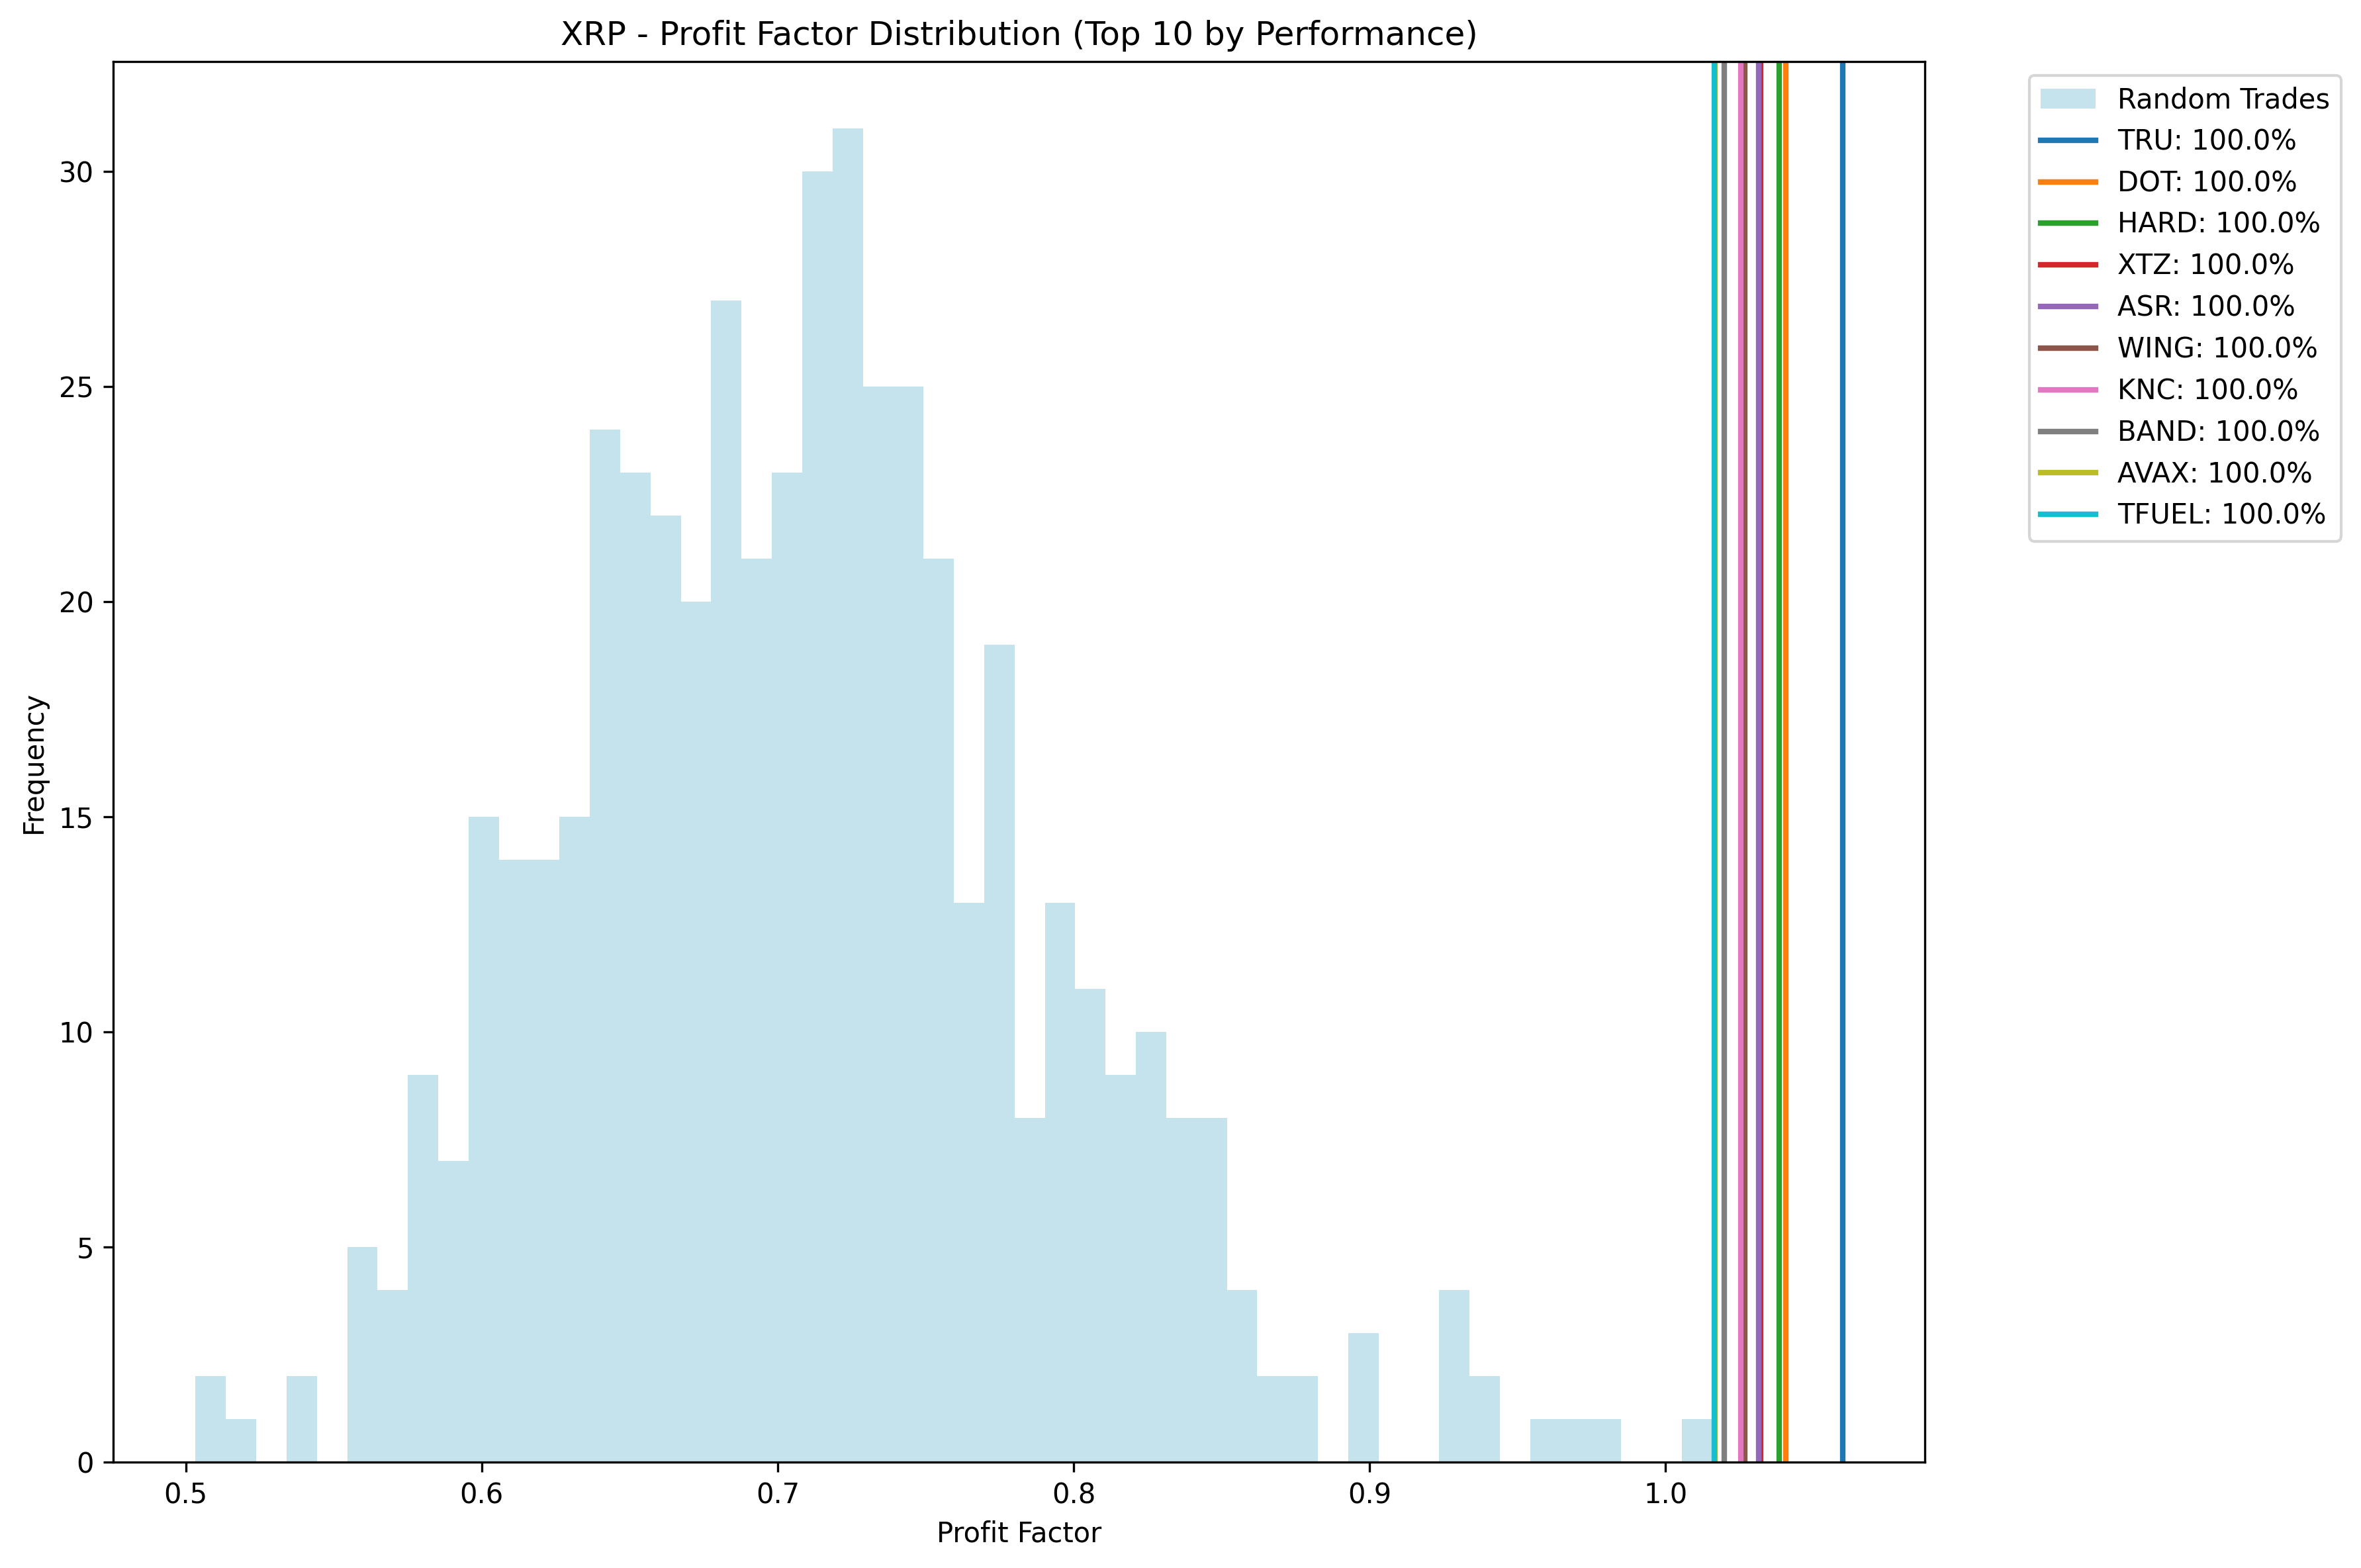 XRP - Profit Factor Distribution (Top 10 by Performance)
Frequency
30
25
20
15
10
5
0
0.5 0.6 0.7 0.8 0.9 1.0
Profit Factor
Random Trades
TRU: 100.0%
DOT: 100.0%
HARD: 100.0%
XTZ: 100.0%
ASR: 100.0%
WING: 100.0%
KNC: 100.0%
BAND: 100.0%
AVAX: 100.0%
TFUEL: 100.0%